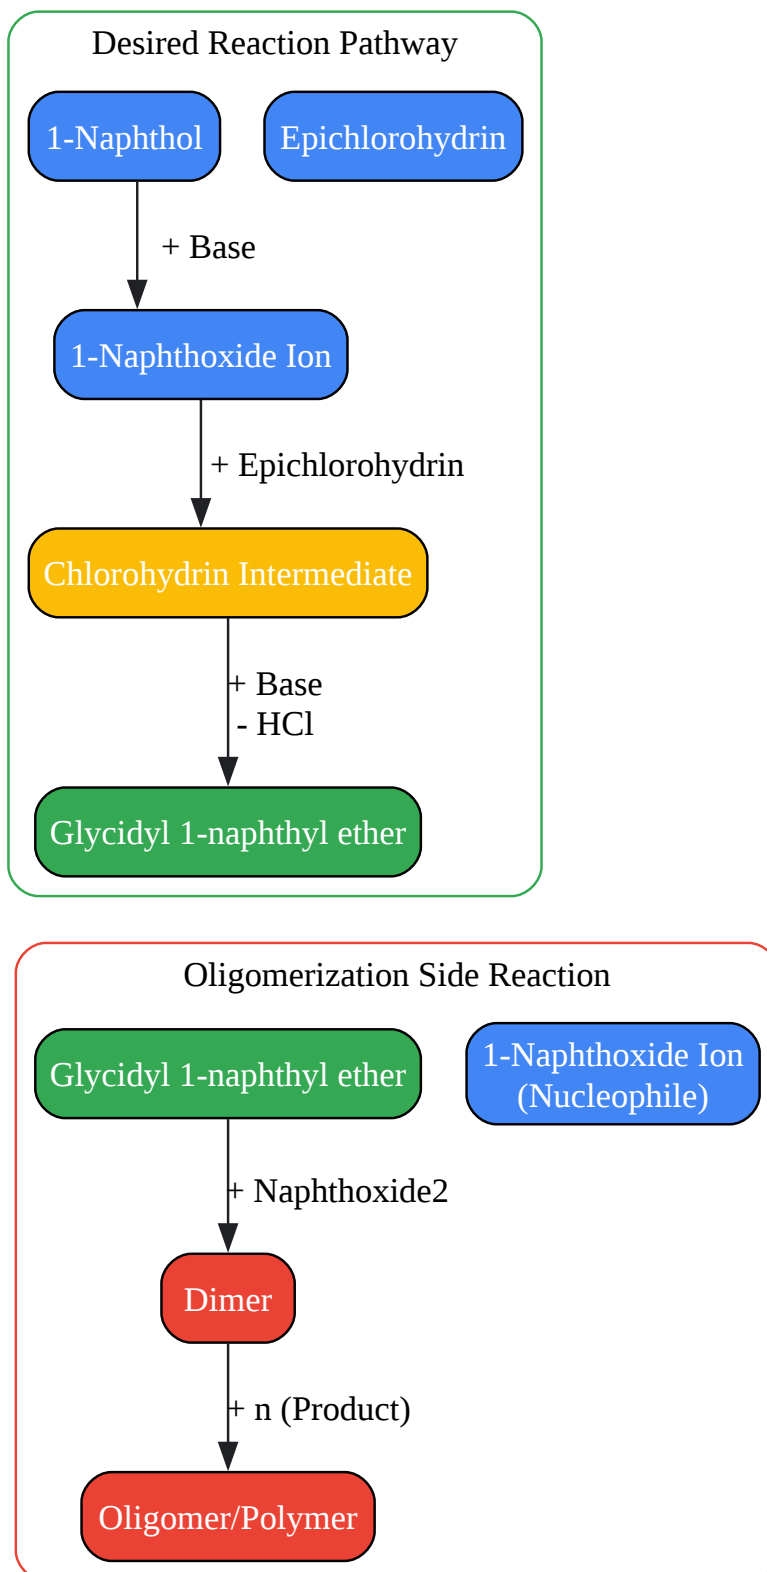 Desired Reaction Pathway
1-Naphthol
Epichlorohydrin
+ Base
1-Naphthoxide Ion
+ Epichlorohydrin
Chlorohydrin Intermediate
+ Base
- HCl
Glycidyl 1-naphthyl ether
Oligomerization Side Reaction
Glycidyl 1-naphthyl ether
1-Naphthoxide Ion
(Nucleophile)
+ Naphthoxide2
Dimer
+ n (Product)
Oligomer/Polymer